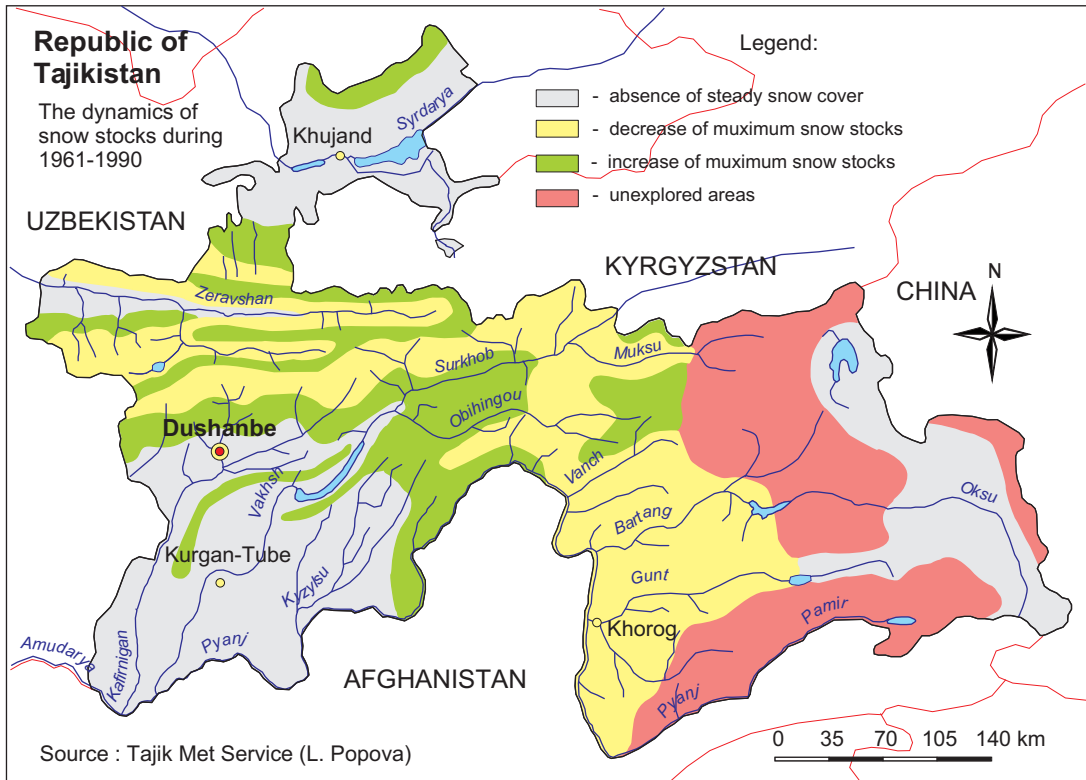 Republic of
Tajikistan
The dynamics of
snow stocks during
1961-1990
Legend:
- absence of steady snow cover
- decrease of muximum snow stocks
- increase of muximum snow stocks
- unexplored areas
Khujand
Syrdarya
UZBEKISTAN
KYRGYZSTAN
CHINA
N
Zeravshan
Surkhob
Muksu
Obihingou
Dushanbe
Vakhsh
Vanch
Oksu
Bartang
Kurgan-Tube
Kyzylsu
Gunt
Khorog
Pamir
Amudarya
Kafirnigan
Pyanj
AFGHANISTAN
Pyanj
Source : Tajik Met Service (L. Popova)
0 35 70 105 140 km